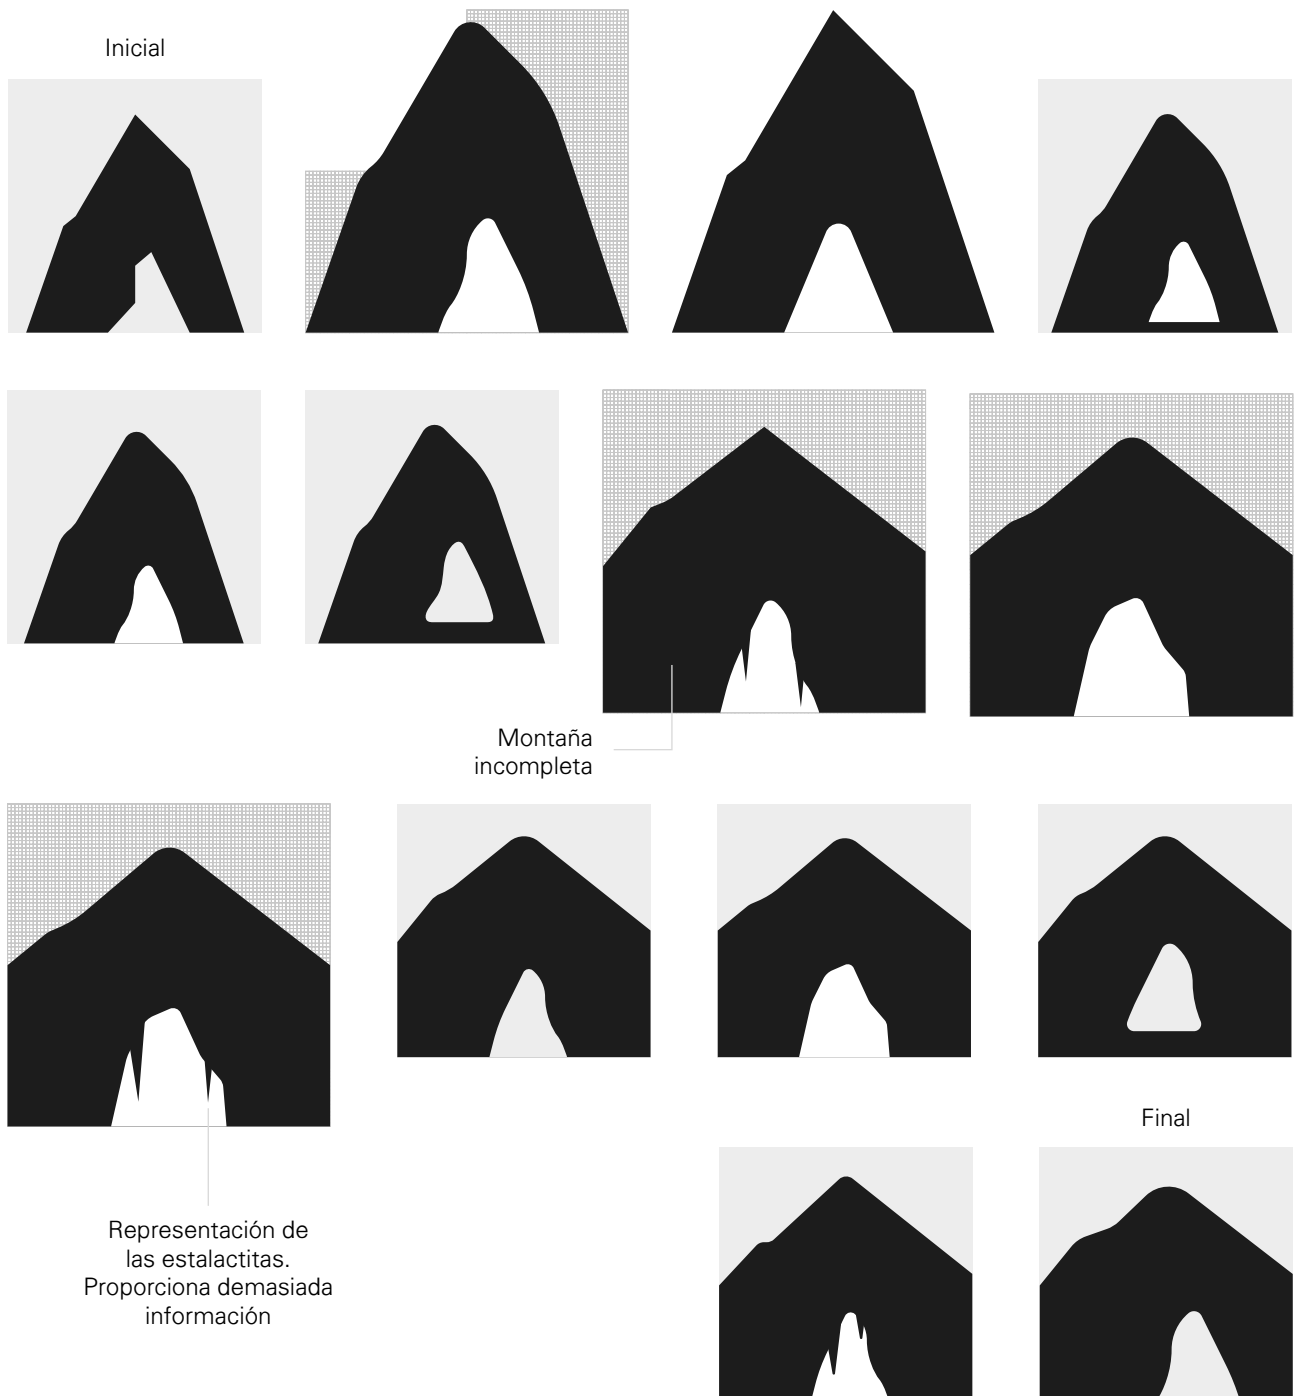 Inicial
Montaña
incompleta
Final
Representación de
las estalactitas.
Proporciona demasiada
información